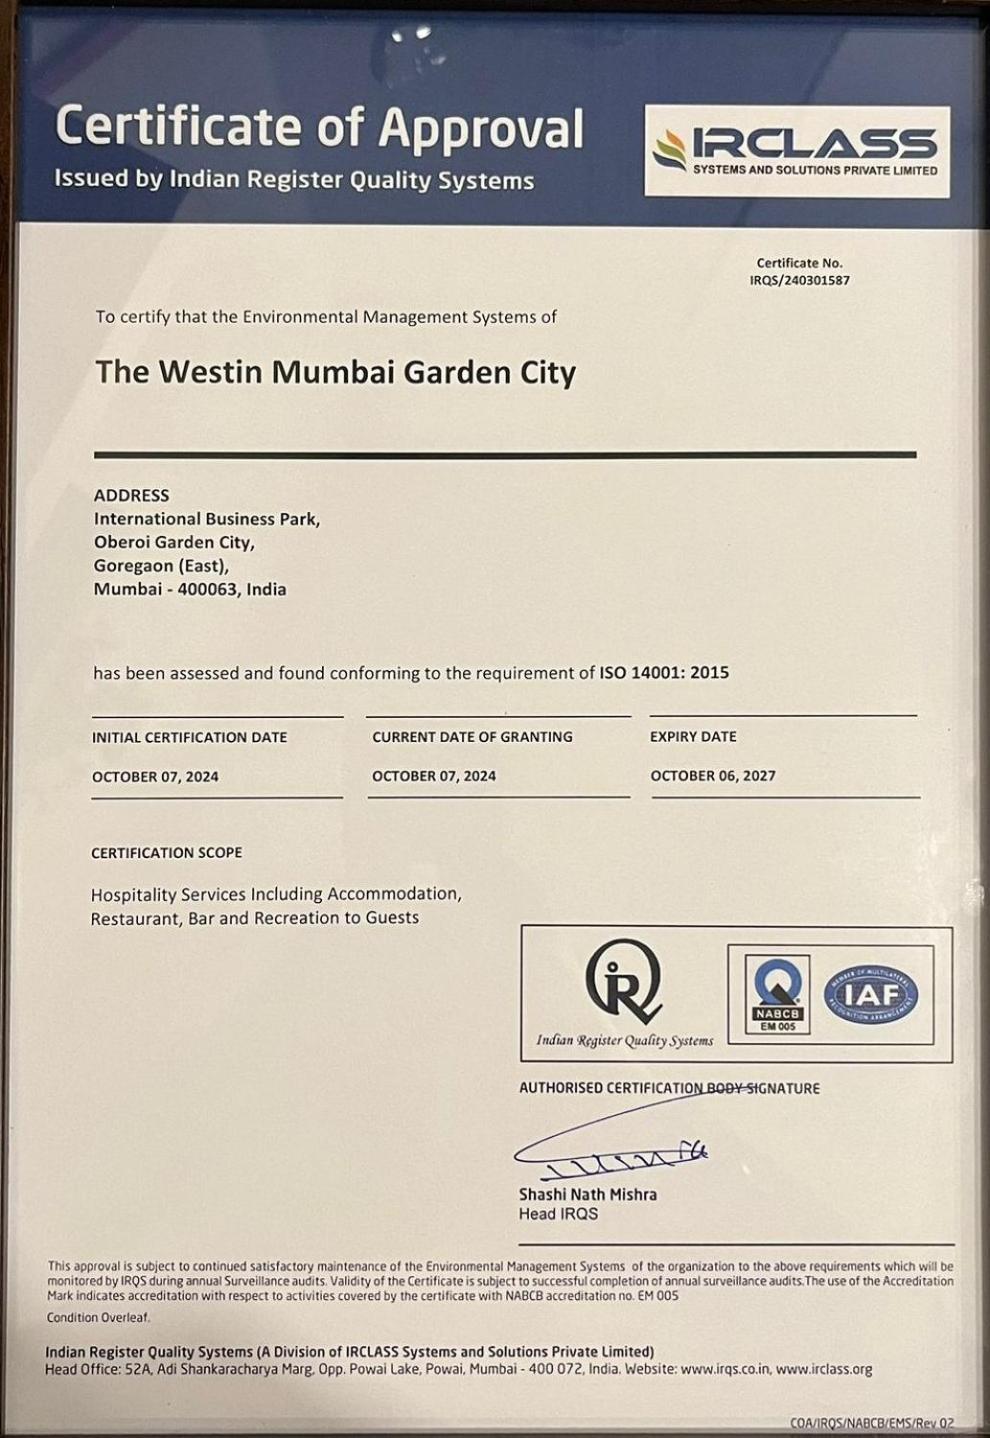 Certificate of Approval
Issued by Indian Register Quality Systems
IRCLASS
SYSTEMS AND SOLUTIONS PRIVATE LIMITED
Certificate No.
IRQS/240301587
To certify that the Environmental Management Systems of
The Westin Mumbai Garden City
ADDRESS
International Business Park,
Oberoi Garden City,
Goregaon (East),
Mumbai - 400063, India
has been assessed and found conforming to the requirement of ISO 14001: 2015
INITIAL CERTIFICATION DATE
OCTOBER 07, 2024
CURRENT DATE OF GRANTING
OCTOBER 07, 2024
EXPIRY DATE
OCTOBER 06, 2027
CERTIFICATION SCOPE
Hospitality Services Including Accommodation,
Restaurant, Bar and Recreation to Guests
iRQ
Indian Register Quality Systems
NABCB
EM 005
MEMBER OF MULTILATERAL
IAF
RECOGNITION ARRANGEMENT
AUTHORISED CERTIFICATION BODY SIGNATURE
Shashi Nath Mishra
Head IRQS
This approval is subject to continued satisfactory maintenance of the Environmental Management Systems of the organization to the above requirements which will be
monitored by IRQS during annual Surveillance audits. Validity of the Certificate is subject to successful completion of annual surveillance audits.The use of the Accreditation
Mark indicates accreditation with respect to activities covered by the certificate with NABCB accreditation no. EM 005
Condition Overleaf.
Indian Register Quality Systems (A Division of IRCLASS Systems and Solutions Private Limited)
Head Office: 52A, Adi Shankaracharya Marg, Opp. Powai Lake, Powai, Mumbai - 400 072, India. Website: www.irqs.co.in, www.irclass.org
COA/IRQS/NABCB/EMS/Rev 02